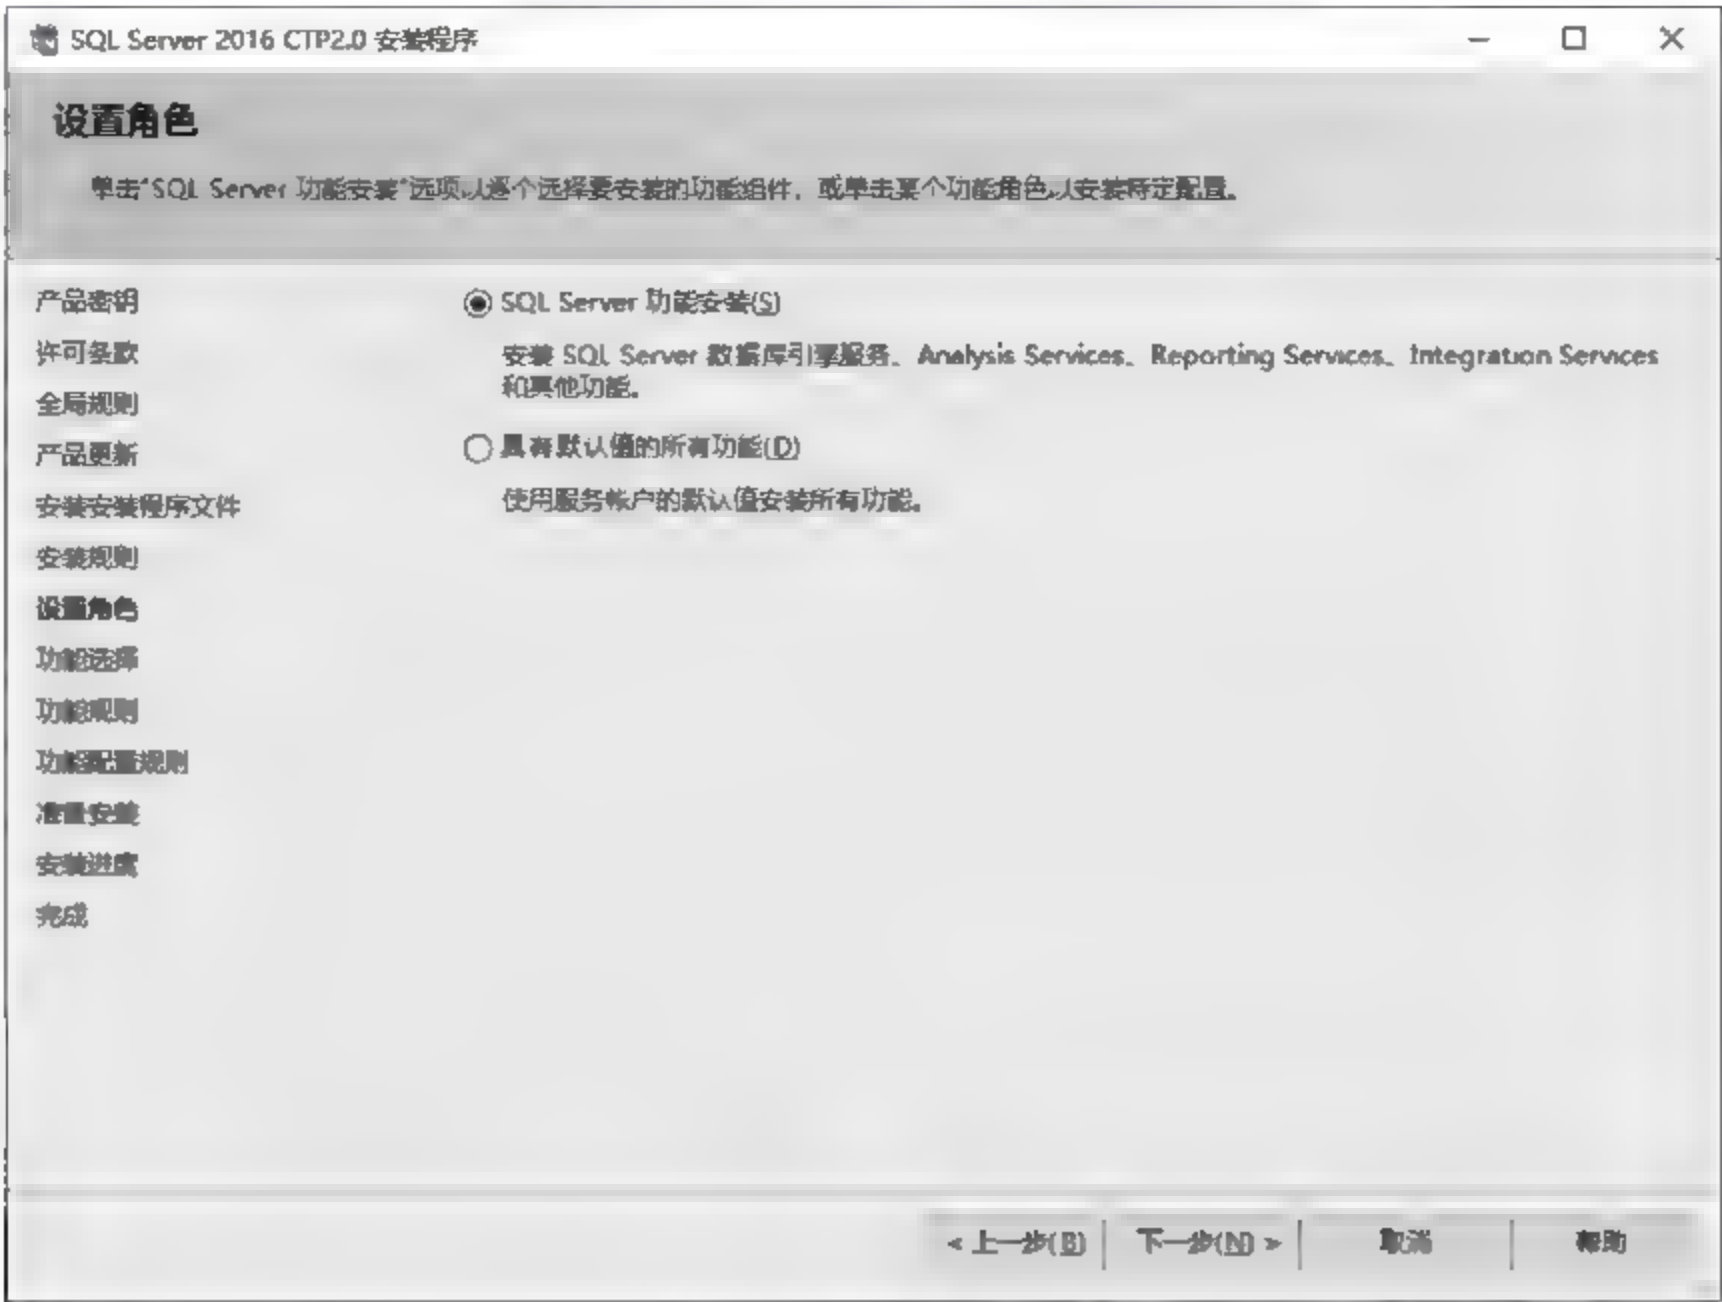 SQL Server 2016 CTP2.0 安装程序
设置角色
单击"SQL Server 功能安装"选项以逐个选择要安装的功能组件，或单击某个功能角色以安装特定配置。
产品密钥
许可条款
全局规则
产品更新
安装安装程序文件
安装规则
设置角色
功能选择
功能规则
功能配置规则
准备安装
安装进度
完成
SQL Server 功能安装(S)
安装 SQL Server 数据库引擎服务、Analysis Services、Reporting Services、Integration Services
和其他功能。
具有默认值的所有功能(D)
使用服务帐户的默认值安装所有功能。
< 上一步(B)
下一步(N) >
取消
帮助